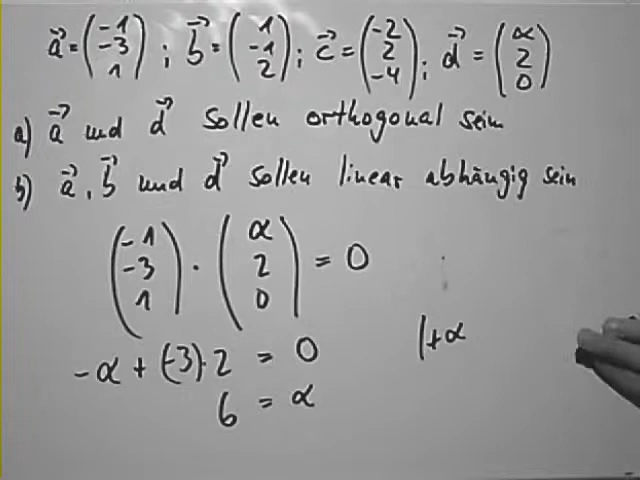 a⃗ = (-1 -3 1) ; b⃗ = (1 -1 2) ; c⃗ = (-2 2 -4) ; d⃗ = (α 2 0)
a) a⃗ und d⃗ sollen orthogonal sein
b) a⃗, b⃗ und d⃗ sollen linear abhängig sein
(-1 -3 1) · (α 2 0) = 0
-α + (-3)·2 = 0 |+α
6 = α